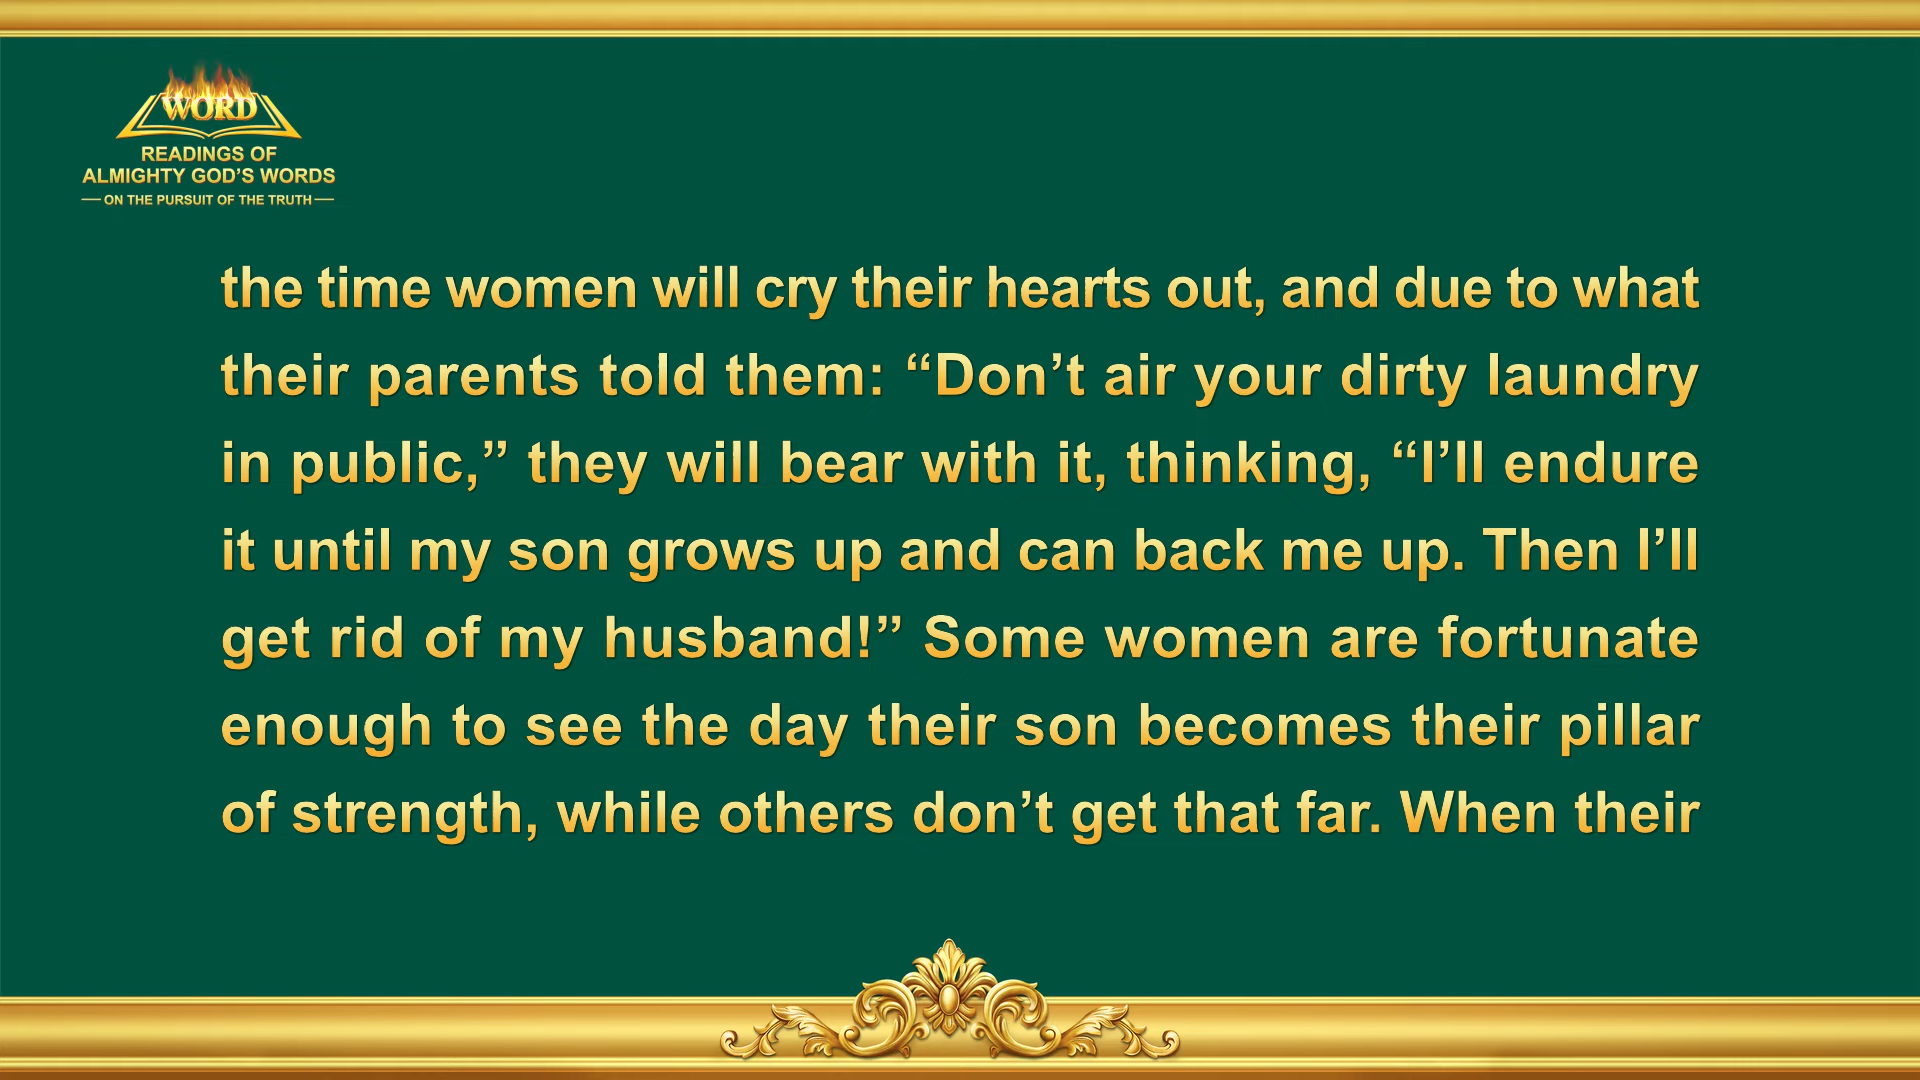 WORD
READINGS OF
ALMIGHTY GOD’S WORDS
ON THE PURSUIT OF THE TRUTH
the time women will cry their hearts out, and due to what
their parents told them: “Don’t air your dirty laundry
in public,” they will bear with it, thinking, “I’ll endure
it until my son grows up and can back me up. Then I’ll
get rid of my husband!” Some women are fortunate
enough to see the day their son becomes their pillar
of strength, while others don’t get that far. When their